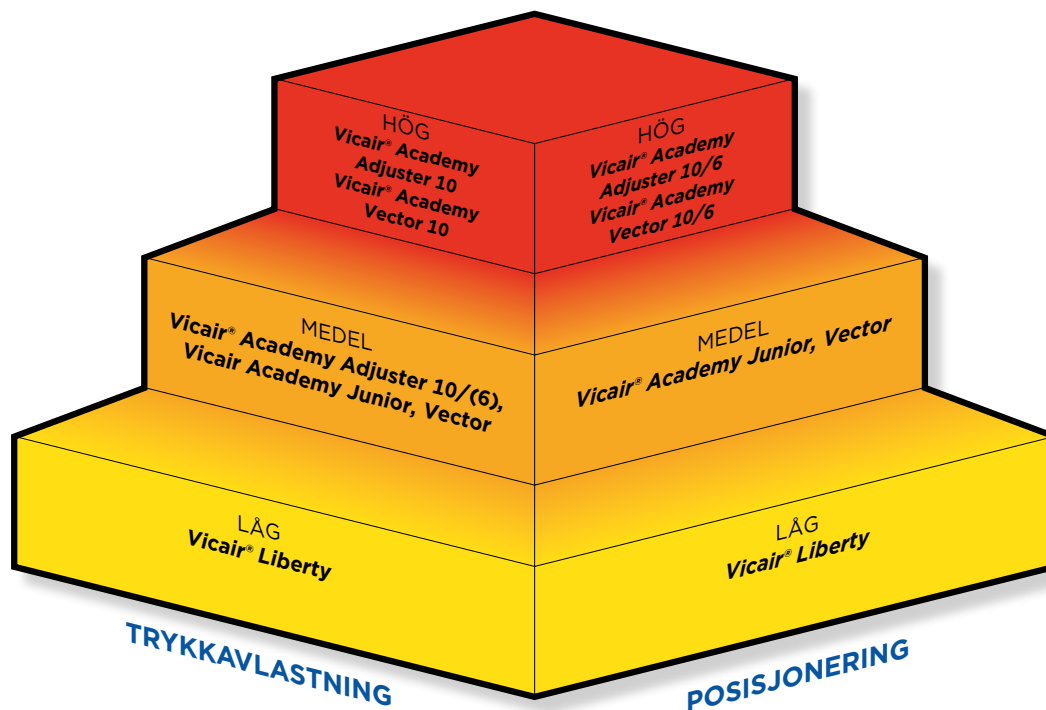 HÖG
Vicair® Academy
Adjuster 10
Vicair® Academy
Vector 10
HÖG
Vicair® Academy
Adjuster 10/6
Vicair® Academy
Vector 10/6
MEDEL
Vicair® Academy Adjuster 10/(6),
Vicair Academy Junior, Vector
MEDEL
Vicair® Academy Junior, Vector
LÅG
Vicair® Liberty
LÅG
Vicair® Liberty
TRYKKAVLASTNING
POSISJONERING